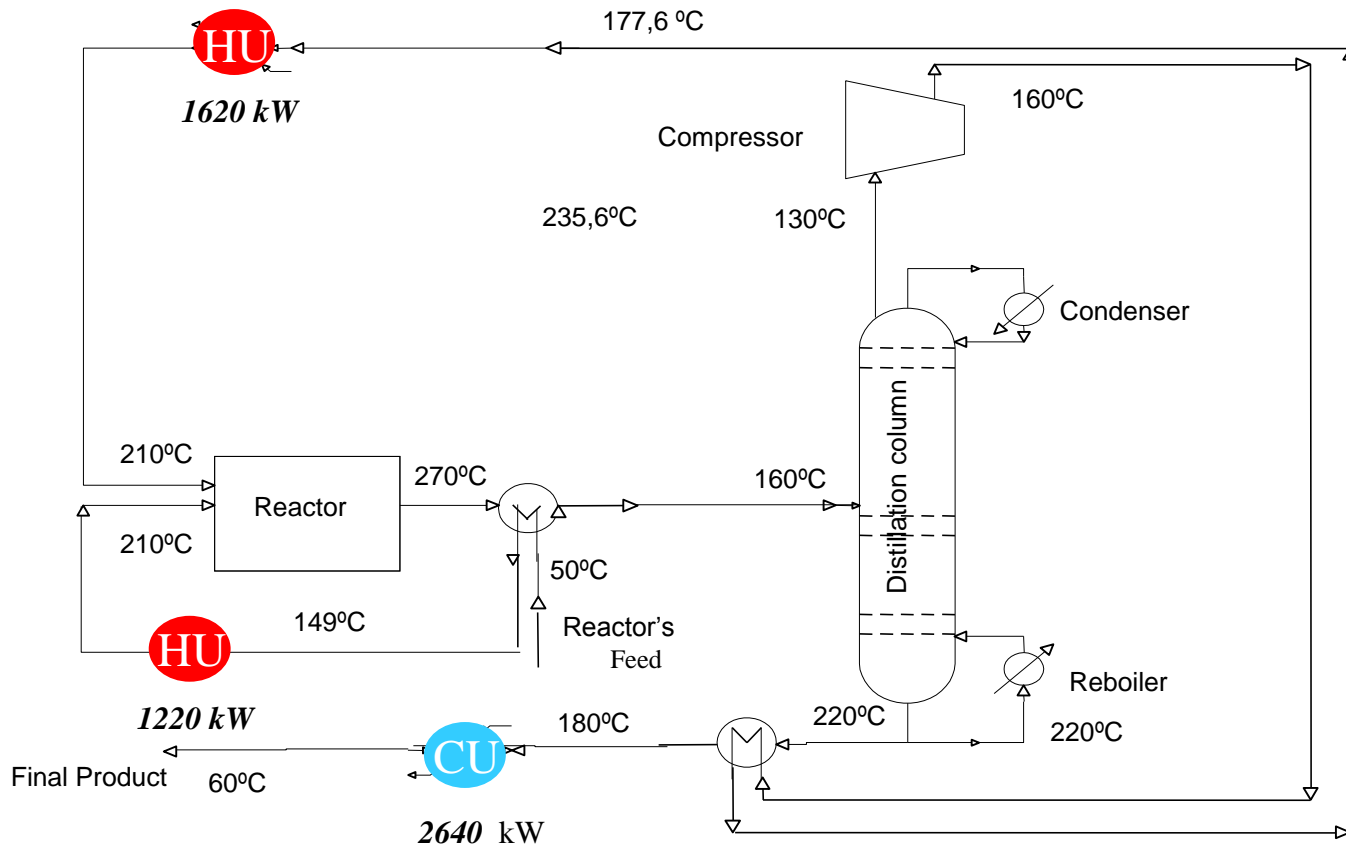 177,6 ºC
HU
1620 kW
160ºC
Compressor
235,6ºC
130ºC
Condenser
Distillation column
210ºC
270ºC
160ºC
Reactor
210ºC
50ºC
149ºC
Reactor's
Feed
HU
1220 kW
Reboiler
180ºC
220ºC
220ºC
CU
Final Product
60ºC
2640 kW